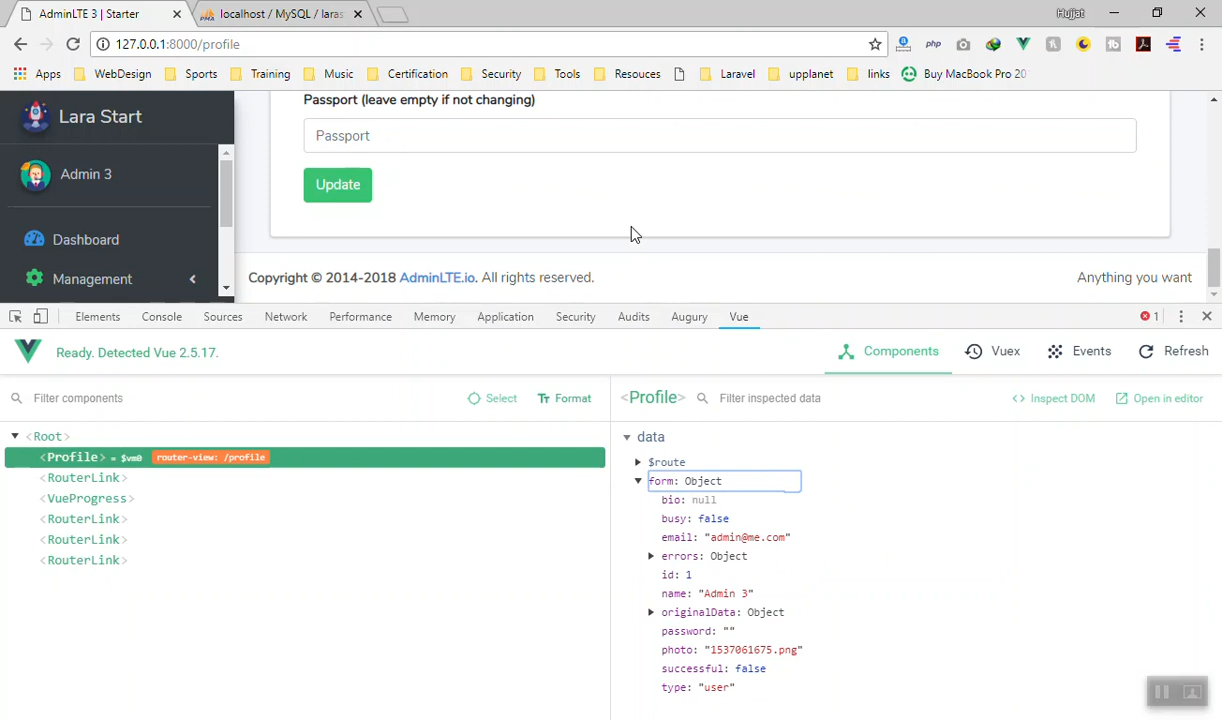 AdminLTE 3 | Starter
localhost / MySQL / laras
Hujjst
127.0.0.1:8000/profile
php
Apps
WebDesign
Sports
Training
Music
Certification
Security
Tools
Resouces
Laravel
upplanet
links
Buy MacBook Pro 20
Lara Start
Admin 3
Dashboard
Management
Passport (leave empty if not changing)
Passport
Update
Copyright © 2014-2018 AdminLTE.io. All rights reserved.
Anything you want
Elements
Console
Sources
Network
Performance
Memory
Application
Security
Audits
Augury
Vue
1
Ready. Detected Vue 2.5.17.
Components
Vuex
Events
Refresh
Filter components
Select
Format
<Profile>
Filter inspected data
Inspect DOM
Open in editor
<Root>
<Profile> = $vm0 router-view: /profile
<RouterLink>
<VueProgress>
<RouterLink>
<RouterLink>
<RouterLink>
data
$route
form: Object
bio: null
busy: false
email: "admin@me.com"
errors: Object
id: 1
name: "Admin 3"
originalData: Object
password: ""
photo: "1537061675.png"
successful: false
type: "user"